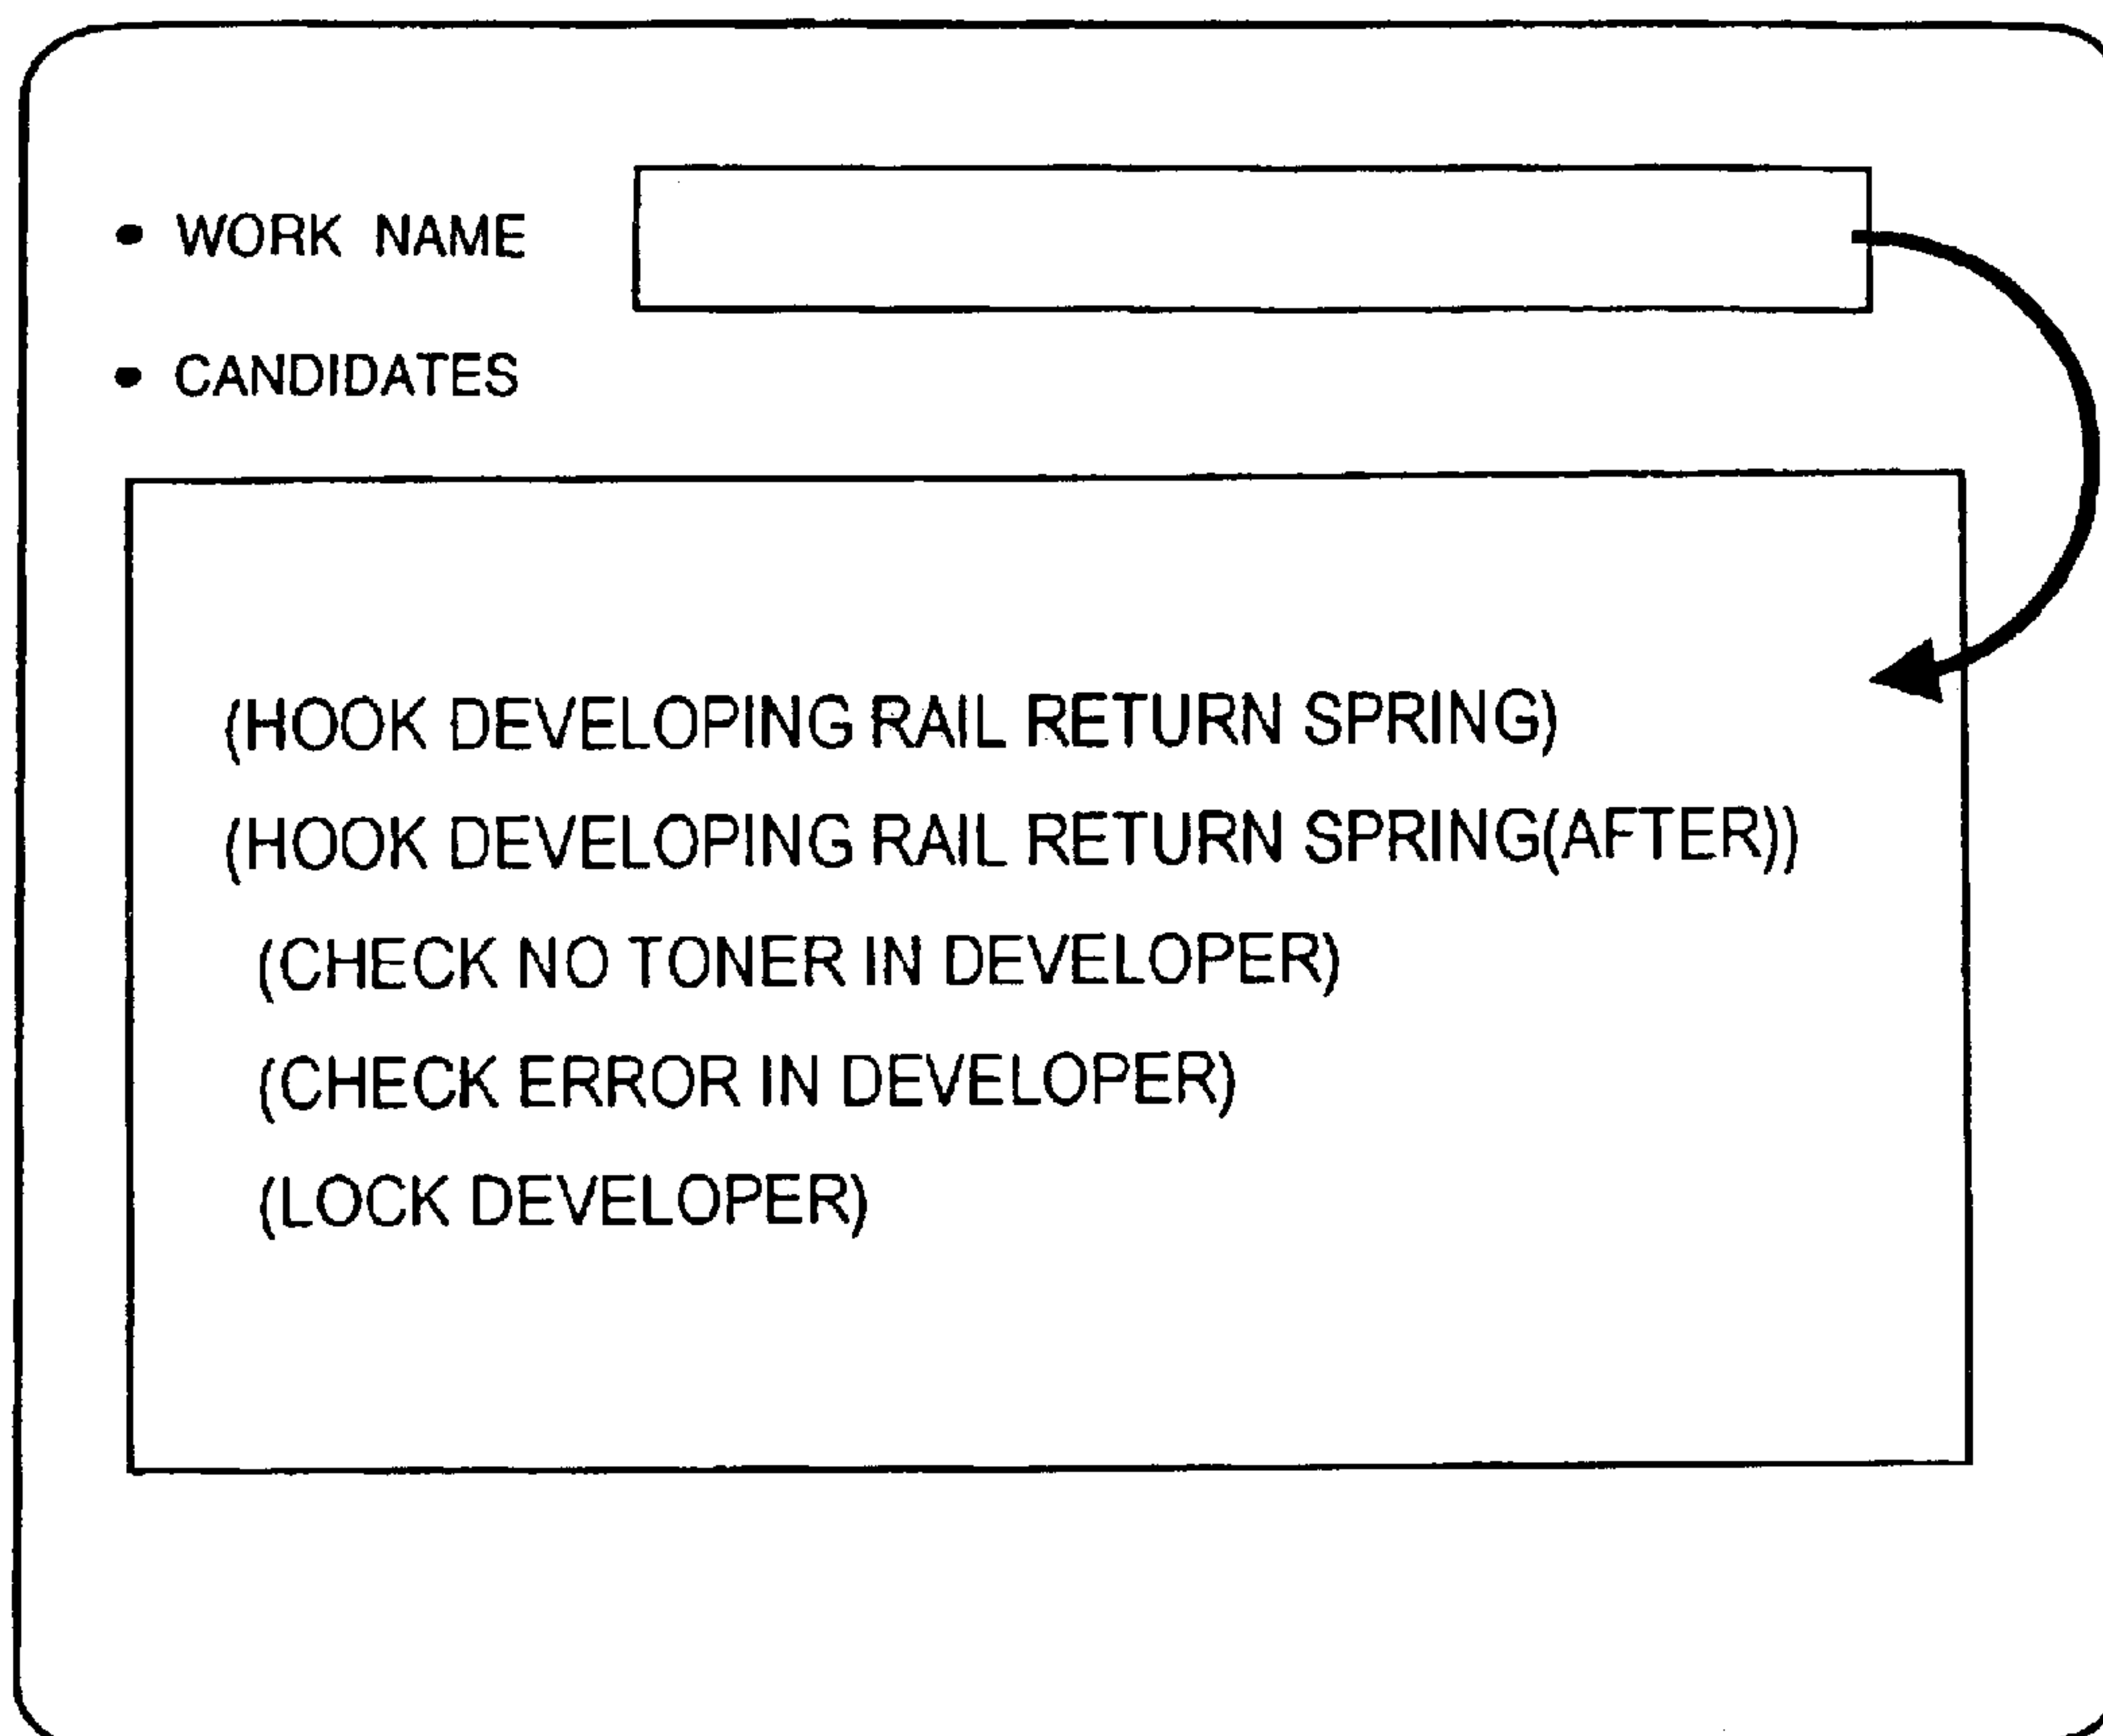 • WORK NAME
• CANDIDATES
(HOOK DEVELOPING RAIL RETURN SPRING)
(HOOK DEVELOPING RAIL RETURN SPRING(AFTER))
(CHECK NO TONER IN DEVELOPER)
(CHECK ERROR IN DEVELOPER)
(LOCK DEVELOPER)